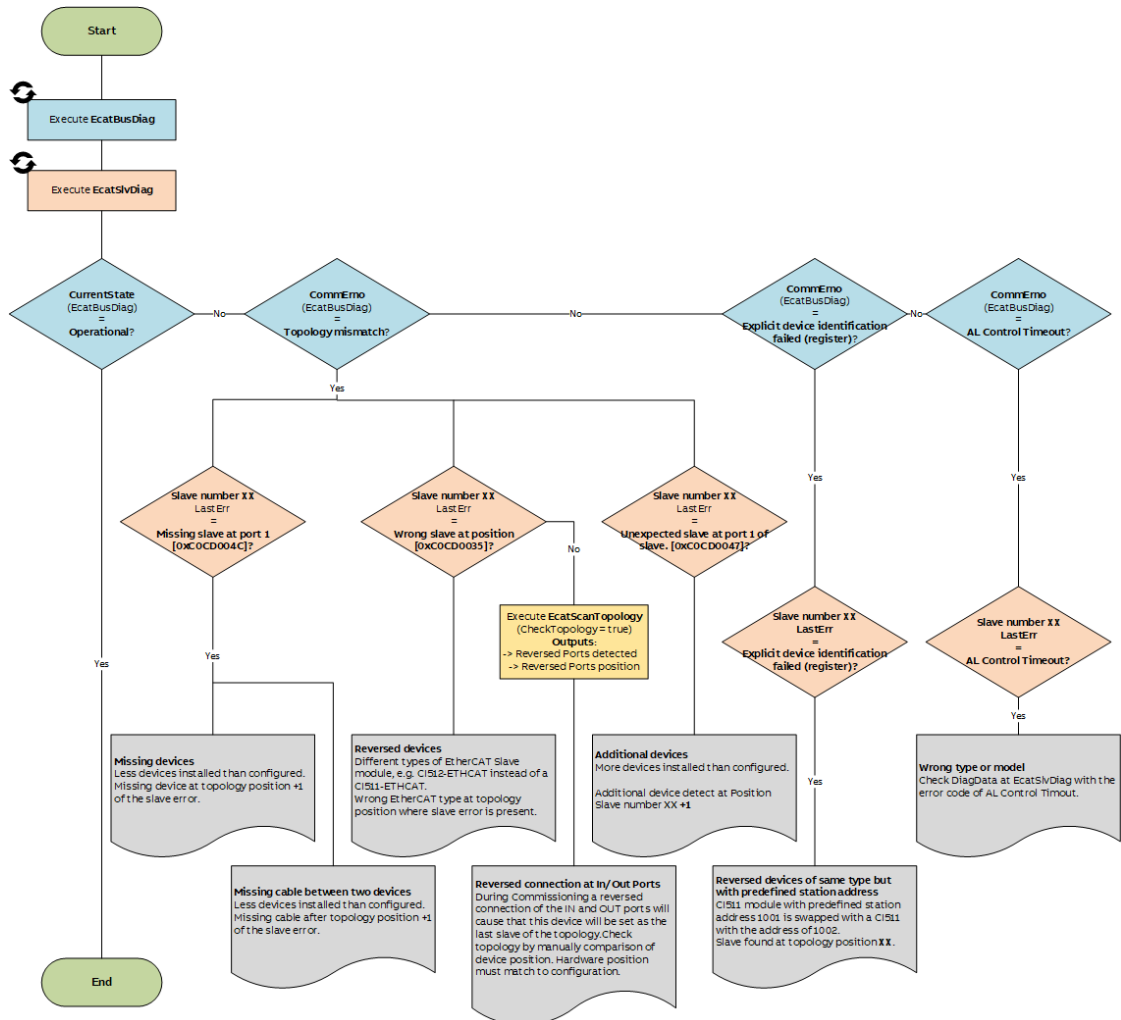 Start
Execute EcatBusDiag
Execute EcatSlvDiag
CurrentState
(EcatBusDiag)
=
Operational?
No
CommErno
(EcatBusDiag)
=
Topology mismatch?
No
CommErno
(EcatBusDiag)
=
Explicit device identification
failed (register)?
No
CommErno
(EcatBusDiag)
=
AL Control Timeout?
Yes
Slave number XX
LastErr
=
Missing slave at port 1
[0xC0CD004C]?
Slave number XX
LastErr
=
Wrong slave at position
[0xC0CD0035]?
Slave number XX
LastErr
=
Unexpected slave at port 1 of
slave. [0xC0CD0047]?
Yes
Yes
No
Execute EcatScanTopology
(CheckTopology = true)
Outputs:
-> Reversed Ports detected
-> Reversed Ports position
Slave number XX
LastErr
=
Explicit device identification
failed (register)?
Slave number XX
LastErr
=
AL Control Timeout?
Yes
Yes
Yes
Yes
Missing devices
Less devices installed than configured.
Missing device at topology position +1
of the slave error.
Reversed devices
Different types of EtherCAT Slave
module, e.g. CI512-ETHCAT instead of a
CI511-ETHCAT.
Wrong EtherCAT type at topology
position where slave error is present.
Additional devices
More devices installed than configured.
Additional device detect at Position
Slave number XX +1
Wrong type or model
Check DiagData at EcatSlvDiag with the
error code of AL Control Timout.
Missing cable between two devices
Less devices installed than configured.
Missing cable after topology position +1
of the slave error.
Reversed connection at In/Out Ports
During Commissioning a reversed
connection of the IN and OUT ports will
cause that this device will be set as the
last slave of the topology.Check
topology by manually comparison of
device position. Hardware position
must match to configuration.
Reversed devices of same type but
with predefined station address
CI511 module with predefined station
address 1001 is swapped with a CI511
with the address of 1002.
Slave found at topology position XX.
End